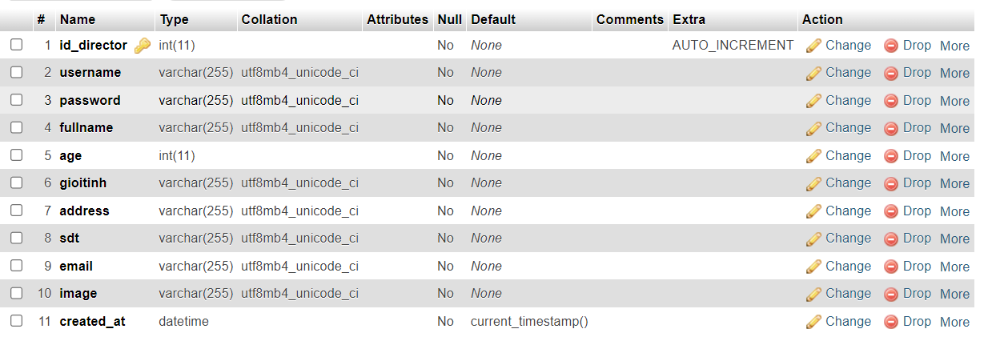 # Name Type Collation Attributes Null Default Comments Extra Action
1 id_director int(11) No None AUTO_INCREMENT Change Drop More
2 username varchar(255) utf8mb4_unicode_ci No None Change Drop More
3 password varchar(255) utf8mb4_unicode_ci No None Change Drop More
4 fullname varchar(255) utf8mb4_unicode_ci No None Change Drop More
5 age int(11) No None Change Drop More
6 gioitinh varchar(255) utf8mb4_unicode_ci No None Change Drop More
7 address varchar(255) utf8mb4_unicode_ci No None Change Drop More
8 sdt varchar(255) utf8mb4_unicode_ci No None Change Drop More
9 email varchar(255) utf8mb4_unicode_ci No None Change Drop More
10 image varchar(255) utf8mb4_unicode_ci No None Change Drop More
11 created_at datetime No current_timestamp() Change Drop More